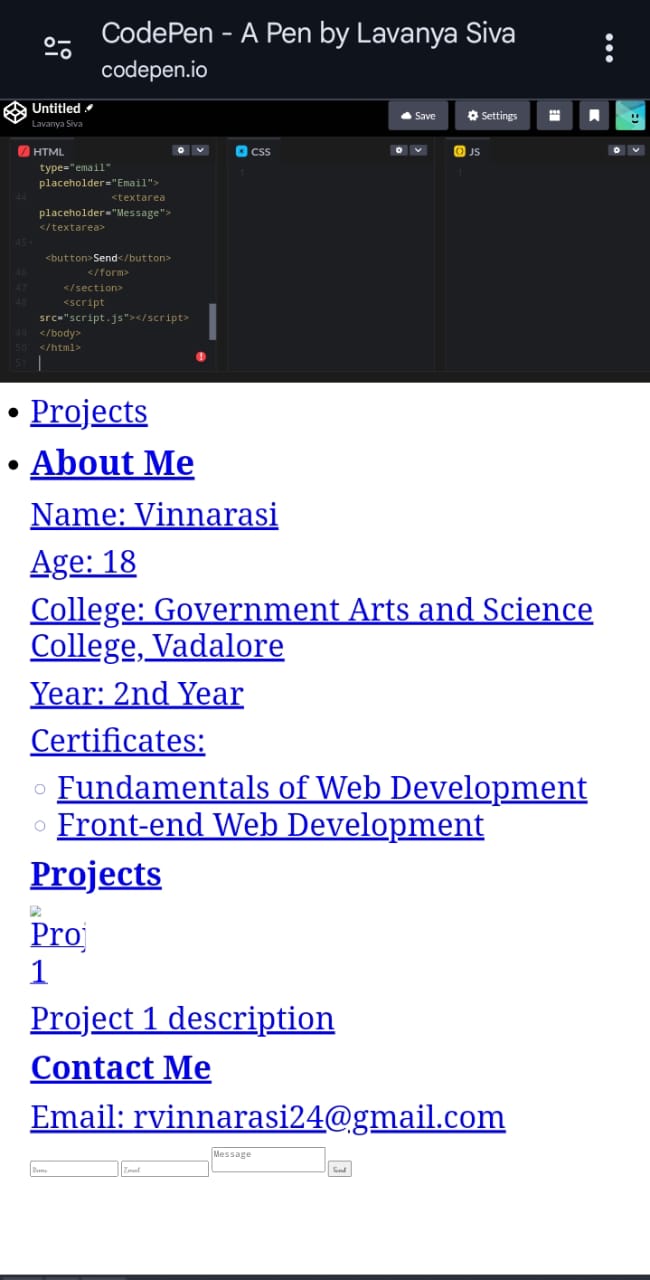 CodePen - A Pen by Lavanya Siva
codepen.io
Untitled
Lavanya Siva
Save
Settings
HTML
CSS
JS
type="email"
placeholder="Email">
44 <textarea
placeholder="Message">
</textarea>
45
<button>Send</button>
46 </form>
47 </section>
48 <script
src="script.js"></script>
49 </body>
50 </html>
51
1
1
Projects
About Me
Name: Vinnarasi
Age: 18
College: Government Arts and Science
College, Vadalore
Year: 2nd Year
Certificates:
Fundamentals of Web Development
Front-end Web Development
Projects
Proj
1
Project 1 description
Contact Me
Email: rvinnarasi24@gmail.com
Message
Name
Email
Send